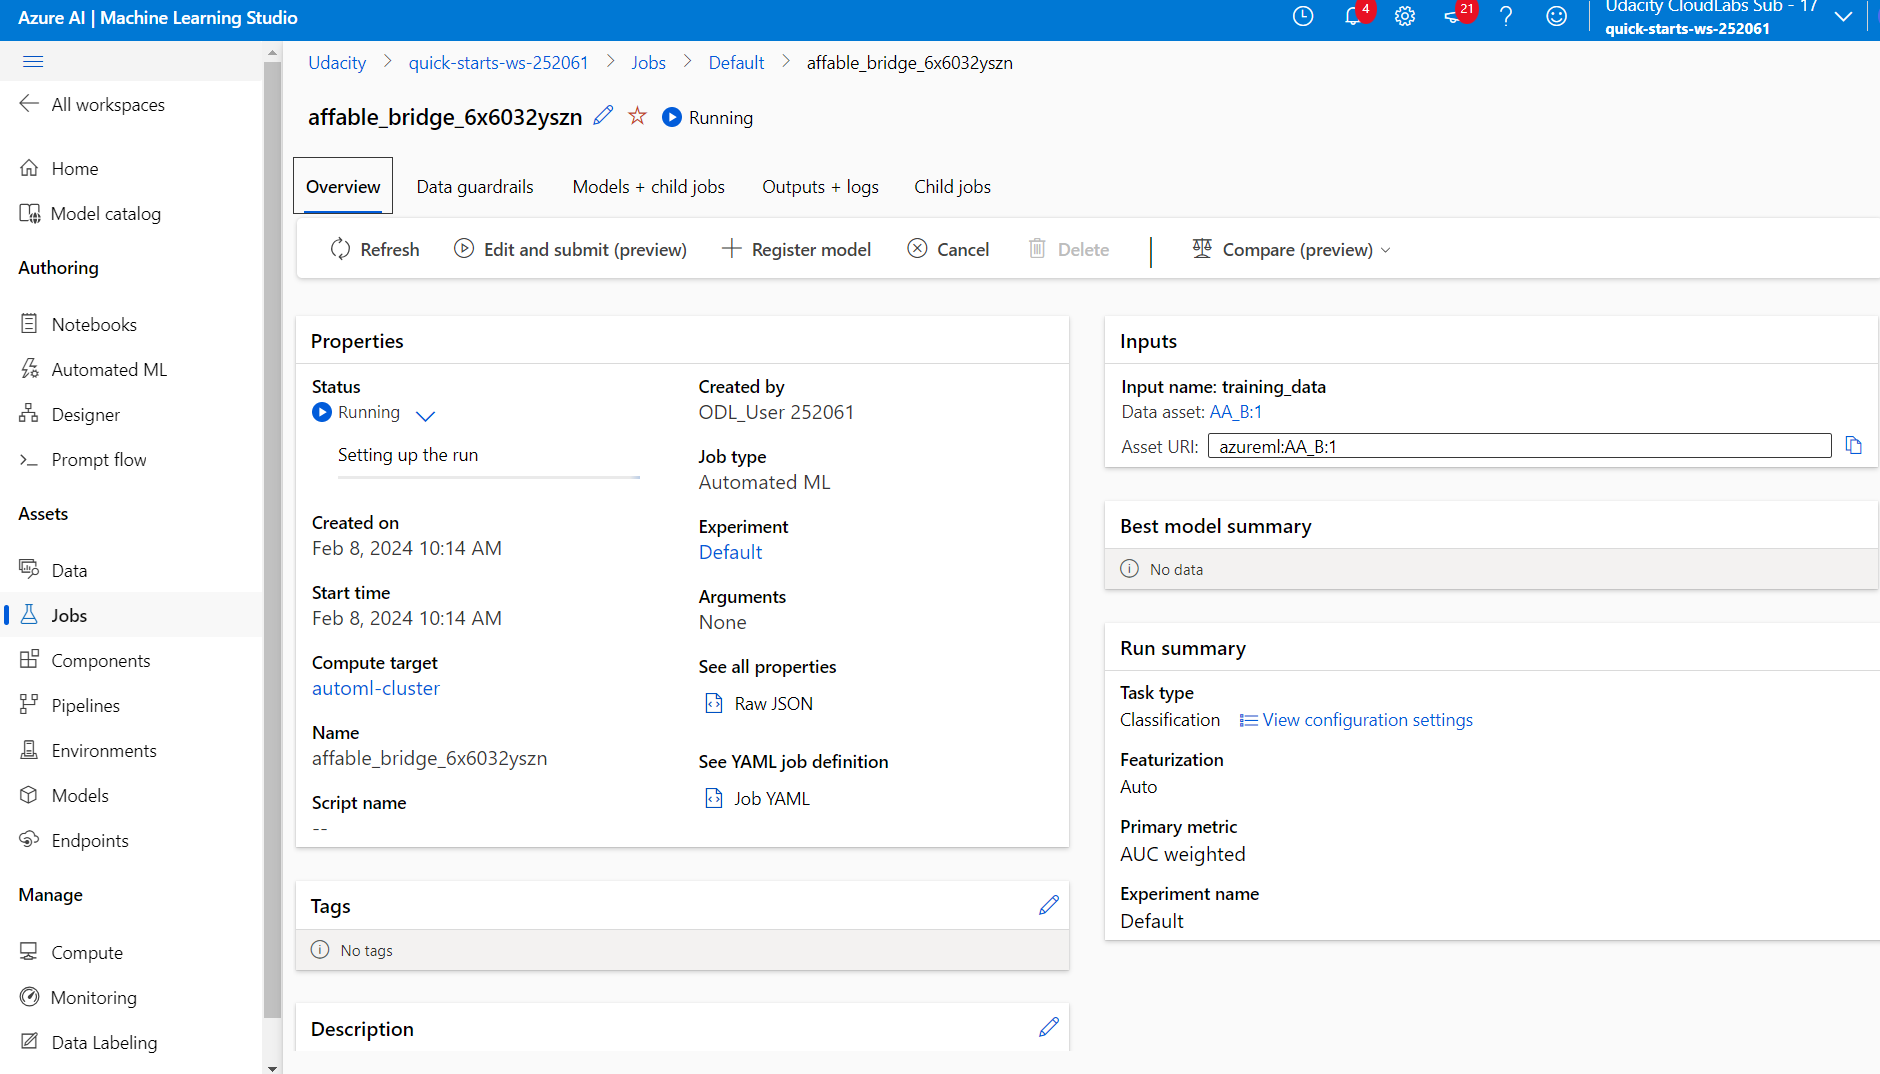 Azure AI | Machine Learning Studio
4
21
Udacity CloudLabs Sub - 17
quick-starts-ws-252061
All workspaces
Home
Model catalog
Authoring
Notebooks
Automated ML
Designer
Prompt flow
Assets
Data
Jobs
Components
Pipelines
Environments
Models
Endpoints
Manage
Compute
Monitoring
Data Labeling
Udacity > quick-starts-ws-252061 > Jobs > Default > affable_bridge_6x6032yszn
affable_bridge_6x6032yszn Running
Overview Data guardrails Models + child jobs Outputs + logs Child jobs
Refresh Edit and submit (preview) Register model Cancel Delete Compare (preview)
Properties
Status
Running
Setting up the run
Created on
Feb 8, 2024 10:14 AM
Start time
Feb 8, 2024 10:14 AM
Compute target
automl-cluster
Name
affable_bridge_6x6032yszn
Script name
--
Created by
ODL_User 252061
Job type
Automated ML
Experiment
Default
Arguments
None
See all properties
Raw JSON
See YAML job definition
Job YAML
Tags
No tags
Description
Inputs
Input name: training_data
Data asset: AA_B:1
Asset URI: azureml:AA_B:1
Best model summary
No data
Run summary
Task type
Classification View configuration settings
Featurization
Auto
Primary metric
AUC weighted
Experiment name
Default